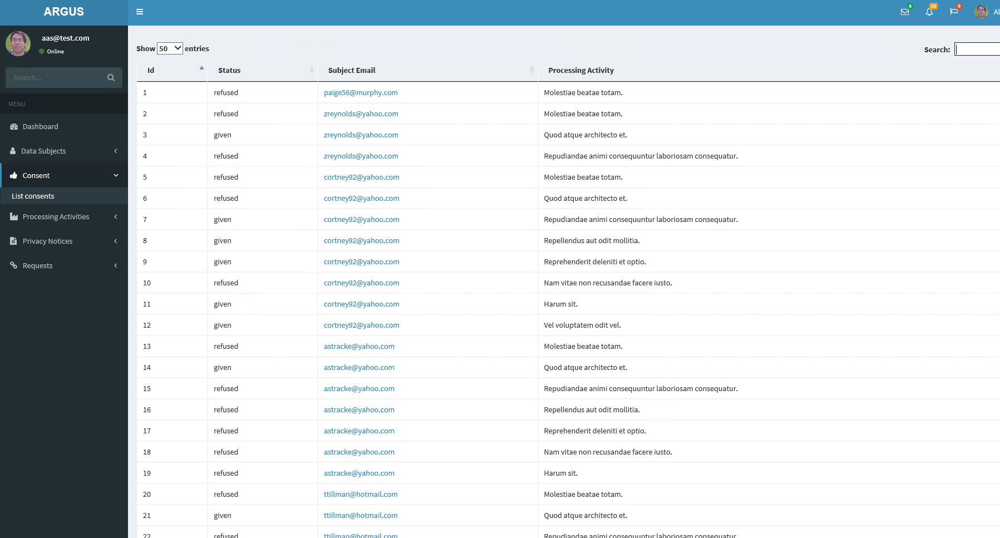 ARGUS
4 10 9 Al
aas@test.com
Online
Search...
MENU
Dashboard
Data Subjects
Consent
List consents
Processing Activities
Privacy Notices
Requests
Show 50 entries Search:
Id Status Subject Email Processing Activity
1 refused paige56@murphy.com Molestiae beatae totam.
2 refused zreynolds@yahoo.com Molestiae beatae totam.
3 given zreynolds@yahoo.com Quod atque architecto et.
4 refused zreynolds@yahoo.com Repudiandae animi consequuntur laboriosam consequatur.
5 refused cortney92@yahoo.com Molestiae beatae totam.
6 refused cortney92@yahoo.com Quod atque architecto et.
7 given cortney92@yahoo.com Repudiandae animi consequuntur laboriosam consequatur.
8 given cortney92@yahoo.com Repellendus aut odit mollitia.
9 given cortney92@yahoo.com Reprehenderit deleniti et optio.
10 refused cortney92@yahoo.com Nam vitae non recusandae facere iusto.
11 given cortney92@yahoo.com Harum sit.
12 given cortney92@yahoo.com Vel voluptatem odit vel.
13 refused astracke@yahoo.com Molestiae beatae totam.
14 given astracke@yahoo.com Quod atque architecto et.
15 refused astracke@yahoo.com Repudiandae animi consequuntur laboriosam consequatur.
16 refused astracke@yahoo.com Repellendus aut odit mollitia.
17 refused astracke@yahoo.com Reprehenderit deleniti et optio.
18 refused astracke@yahoo.com Nam vitae non recusandae facere iusto.
19 refused astracke@yahoo.com Harum sit.
20 refused ttillman@hotmail.com Molestiae beatae totam.
21 given ttillman@hotmail.com Quod atque architecto et.
22 refused ttillman@hotmail.com Repudiandae animi consequuntur laboriosam consequatur.